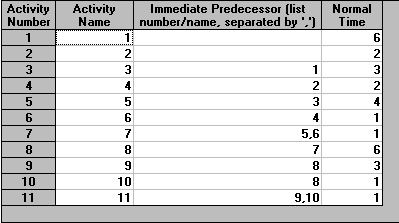 Activity Number Activity Name Immediate Predecessor (list number/name, separated by ',') Normal Time
1 1 6
2 2 2
3 3 1 3
4 4 2 2
5 5 3 4
6 6 4 1
7 7 5,6 1
8 8 7 6
9 9 8 3
10 10 8 1
11 11 9,10 1